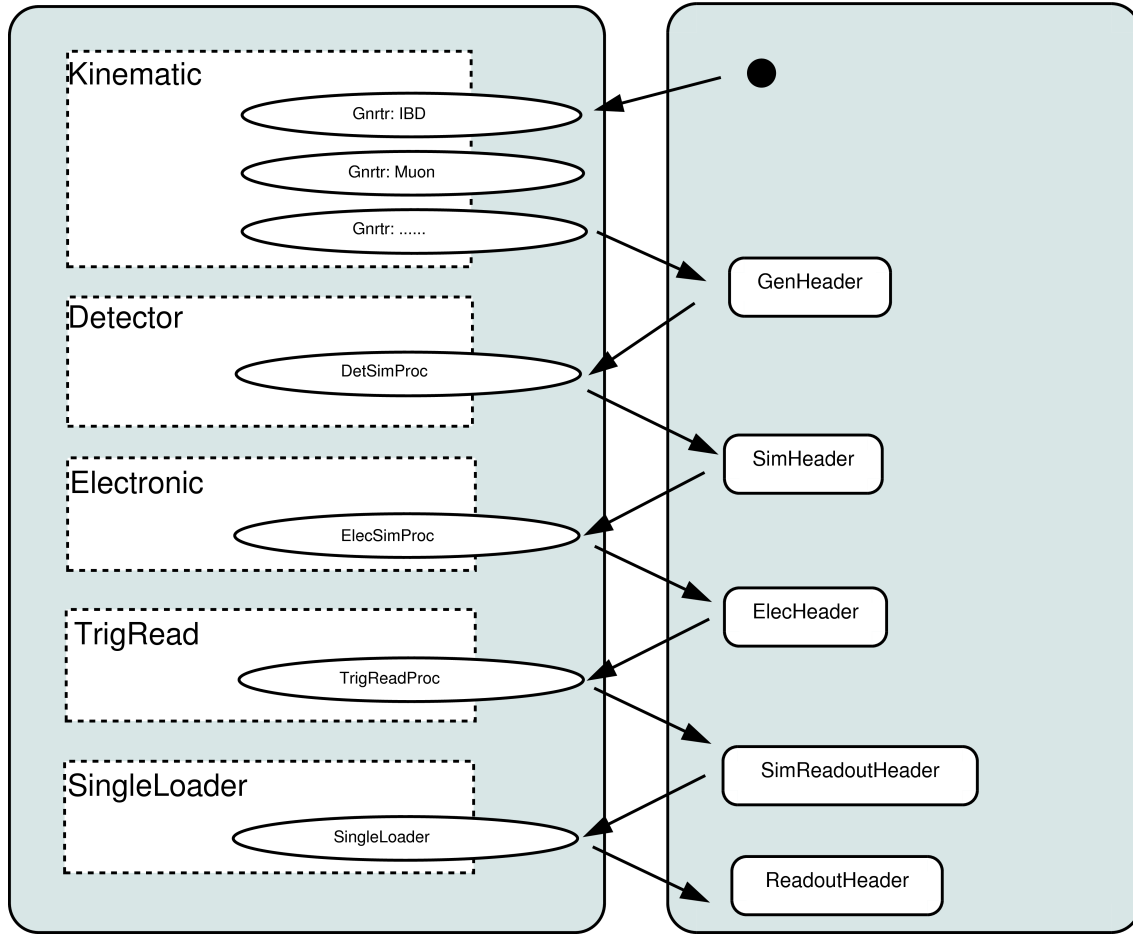 Kinematic
Gnrtr: IBD
Gnrtr: Muon
Gnrtr: ......
GenHeader
Detector
DetSimProc
SimHeader
Electronic
ElecSimProc
ElecHeader
TrigRead
TrigReadProc
SimReadoutHeader
SingleLoader
SingleLoader
ReadoutHeader